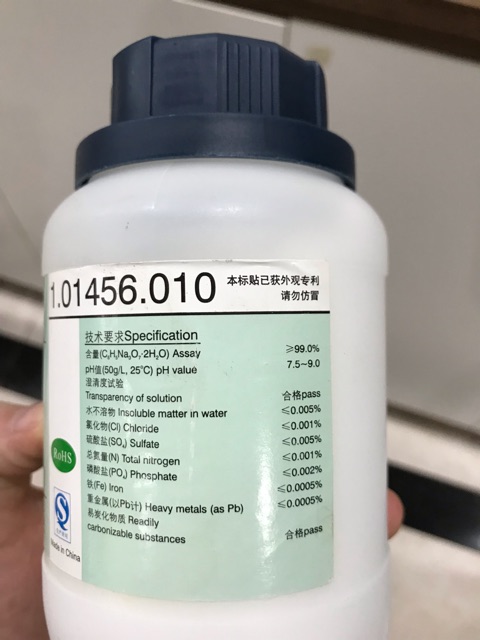 1.01456.010
本标贴已获外观专利
请勿仿冒
技术要求Specification
含量(C₆H₅Na₃O₇·2H₂O) Assay ≥99.0%
pH值(50g/L, 25℃) pH value 7.5~9.0
澄清度试验
Transparency of solution 合格pass
水不溶物 Insoluble matter in water ≤0.005%
氯化物(Cl) Chloride ≤0.001%
硫酸盐(SO₄) Sulfate ≤0.005%
总氮量(N) Total nitrogen ≤0.001%
磷酸盐(PO₄) Phosphate ≤0.002%
铁(Fe) Iron ≤0.0005%
重金属(以Pb计) Heavy metals (as Pb) ≤0.0005%
易炭化物质 Readily
carbonizable substances 合格pass
RoHS
Made in China